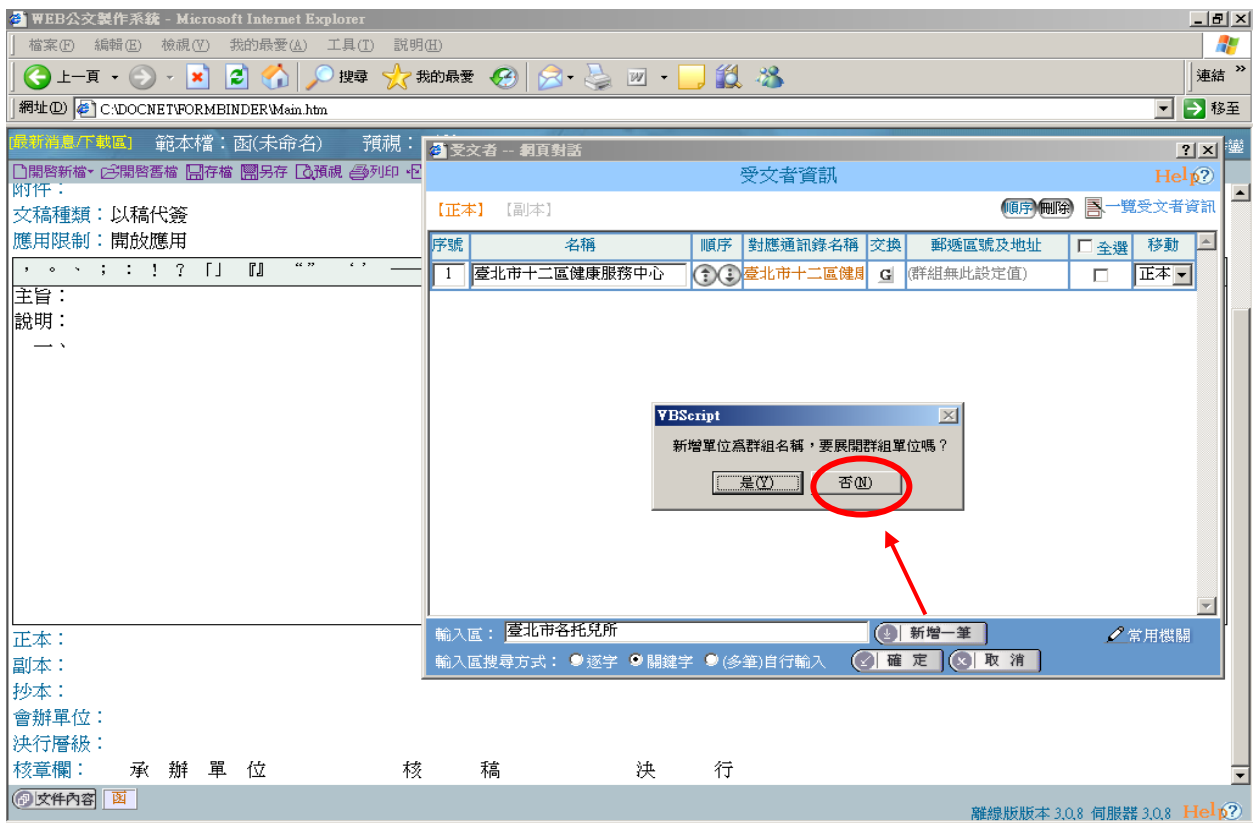 WEB公文製作系統 - Microsoft Internet Explorer
檔案(F) 編輯(E) 檢視(V) 我的最愛(A) 工具(T) 說明(H)
上一頁 搜尋 我的最愛 連結 »
網址(D) C:\DOCNET\FORMBINDER\Main.htm 移至
[最新消息/下載區] 範本檔：函(未命名) 預視：
開啓新檔 開啓舊檔 存檔 另存 預視 列印
附件：
文稿種類：以稿代簽
應用限制：開放應用
， 。 、 ； ： ！ ？ 「」 『』 “” ‘’ ──
主旨：
說明：
一、
正本：
副本：
抄本：
會辦單位：
決行層級：
核章欄： 承 辦 單 位 核 稿 決 行
文件內容 函
離線版版本 3.0.8 伺服器 3.0.8 Help?
受文者 -- 網頁對話
受文者資訊 Help?
【正本】 【副本】 順序 刪除 一覽受文者資訊
序號 名稱 順序 對應通訊錄名稱 交換 郵遞區號及地址 全選 移動
1 臺北市十二區健康服務中心 臺北市十二區健 G (群組無此設定值) 正本
VBScript
新增單位為群組名稱，要展開群組單位嗎？
是(Y) 否(N)
輸入區： 臺北市各托兒所 新增一筆 常用機關
輸入區搜尋方式： 逐字 關鍵字 (多筆)自行輸入 確 定 取 消